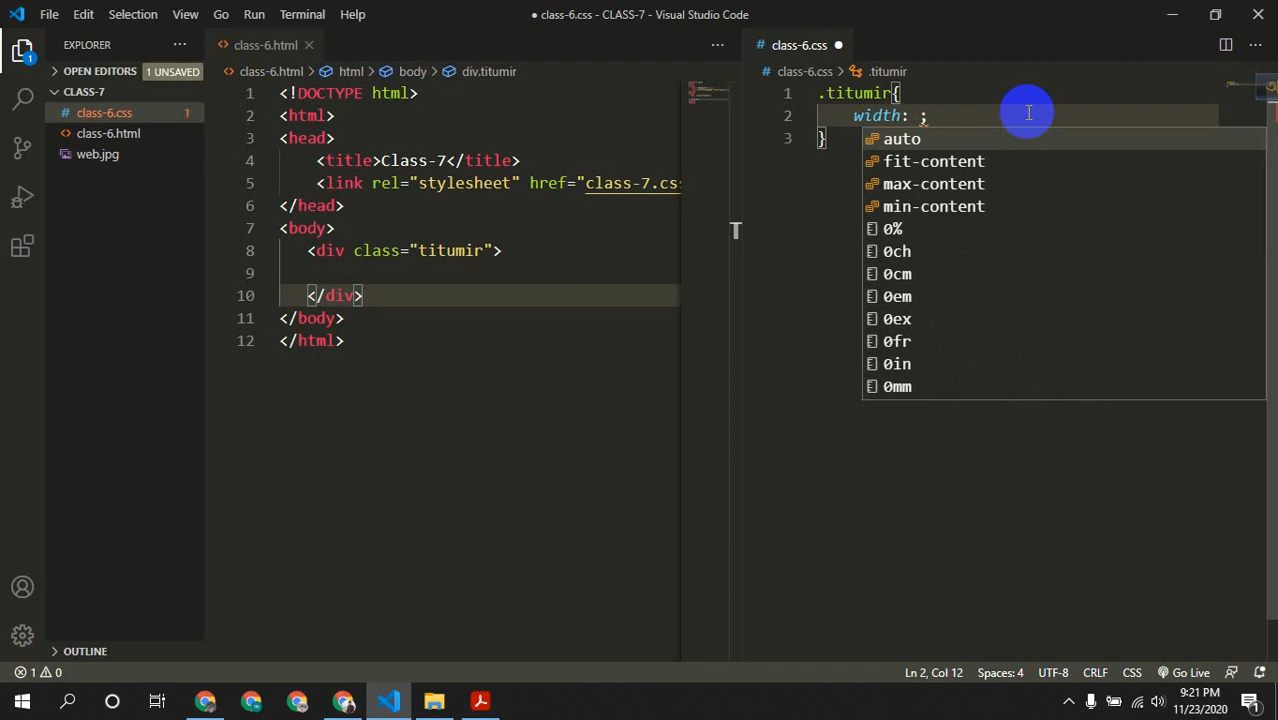 File Edit Selection View Go Run Terminal Help
● class-6.css - CLASS-7 - Visual Studio Code
EXPLORER
OPEN EDITORS 1 UNSAVED
CLASS-7
# class-6.css 1
<> class-6.html
web.jpg
OUTLINE
<> class-6.html ×
<> class-6.html > html > body > div.titumir
1 <!DOCTYPE html>
2 <html>
3 <head>
4 <title>Class-7</title>
5 <link rel="stylesheet" href="class-7.css
6 </head>
7 <body>
8 <div class="titumir">
9
10 </div>
11 </body>
12 </html>
# class-6.css ●
# class-6.css > .titumir
1 .titumir{
2 width: ;
3 }
auto
fit-content
max-content
min-content
0%
0ch
0cm
0em
0ex
0fr
0in
0mm
1 0
Ln 2, Col 12 Spaces: 4 UTF-8 CRLF CSS Go Live
9:21 PM
11/23/2020